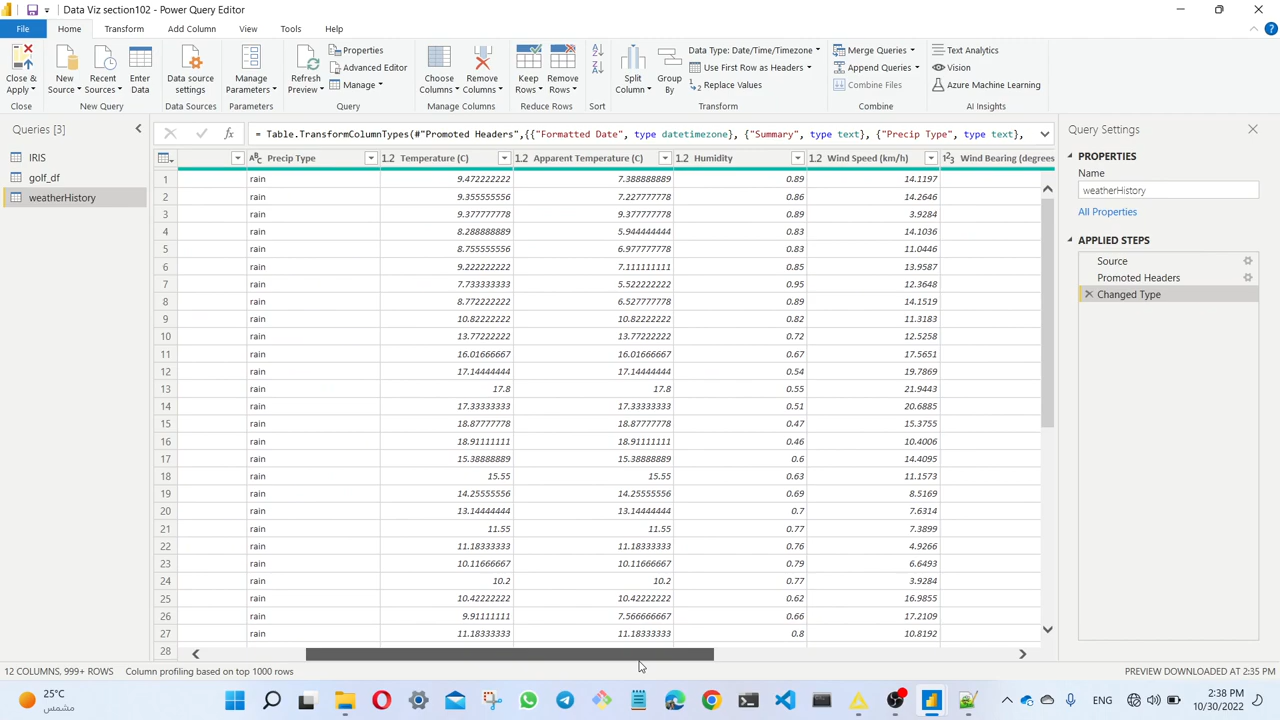 Data Viz section102 - Power Query Editor
File Home Transform Add Column View Tools Help
Close & Apply
New Source
Recent Sources
Enter Data
Data source settings
Manage Parameters
Refresh Preview
Properties
Advanced Editor
Manage
Choose Columns
Remove Columns
Keep Rows
Remove Rows
Split Column
Group By
Data Type: Date/Time/Timezone
Use First Row as Headers
Replace Values
Merge Queries
Append Queries
Combine Files
Text Analytics
Vision
Azure Machine Learning
Close New Query Data Sources Parameters Query Manage Columns Reduce Rows Sort Transform Combine AI Insights
Queries [3]
IRIS
golf_df
weatherHistory
= Table.TransformColumnTypes(#"Promoted Headers",{{"Formatted Date", type datetimezone}, {"Summary", type text}, {"Precip Type", type text},
Precip Type 1.2 Temperature (C) 1.2 Apparent Temperature (C) 1.2 Humidity 1.2 Wind Speed (km/h) Wind Bearing (degrees
1 rain 9.472222222 7.388888889 0.89 14.1197
2 rain 9.355555556 7.227777778 0.86 14.2646
3 rain 9.377777778 9.377777778 0.89 3.9284
4 rain 8.288888889 5.944444444 0.83 14.1036
5 rain 8.755555556 6.977777778 0.83 11.0446
6 rain 9.222222222 7.111111111 0.85 13.9587
7 rain 7.733333333 5.522222222 0.95 12.3648
8 rain 8.772222222 6.527777778 0.89 14.1519
9 rain 10.82222222 10.82222222 0.82 11.3183
10 rain 13.77222222 13.77222222 0.72 12.5258
11 rain 16.01666667 16.01666667 0.67 17.5651
12 rain 17.14444444 17.14444444 0.54 19.7869
13 rain 17.8 17.8 0.55 21.9443
14 rain 17.33333333 17.33333333 0.51 20.6885
15 rain 18.87777778 18.87777778 0.47 15.3755
16 rain 18.91111111 18.91111111 0.46 10.4006
17 rain 15.38888889 15.38888889 0.6 14.4095
18 rain 15.55 15.55 0.63 11.1573
19 rain 14.25555556 14.25555556 0.69 8.5169
20 rain 13.14444444 13.14444444 0.7 7.6314
21 rain 11.55 11.55 0.77 7.3899
22 rain 11.18333333 11.18333333 0.76 4.9266
23 rain 10.11666667 10.11666667 0.79 6.6493
24 rain 10.2 10.2 0.77 3.9284
25 rain 10.42222222 10.42222222 0.62 16.9855
26 rain 9.91111111 7.566666667 0.66 17.2109
27 rain 11.18333333 11.18333333 0.8 10.8192
28
Query Settings
PROPERTIES
Name
weatherHistory
All Properties
APPLIED STEPS
Source
Promoted Headers
Changed Type
12 COLUMNS, 999+ ROWS Column profiling based on top 1000 rows
PREVIEW DOWNLOADED AT 2:35 PM
25°C
مشمس
ENG
2:38 PM
10/30/2022